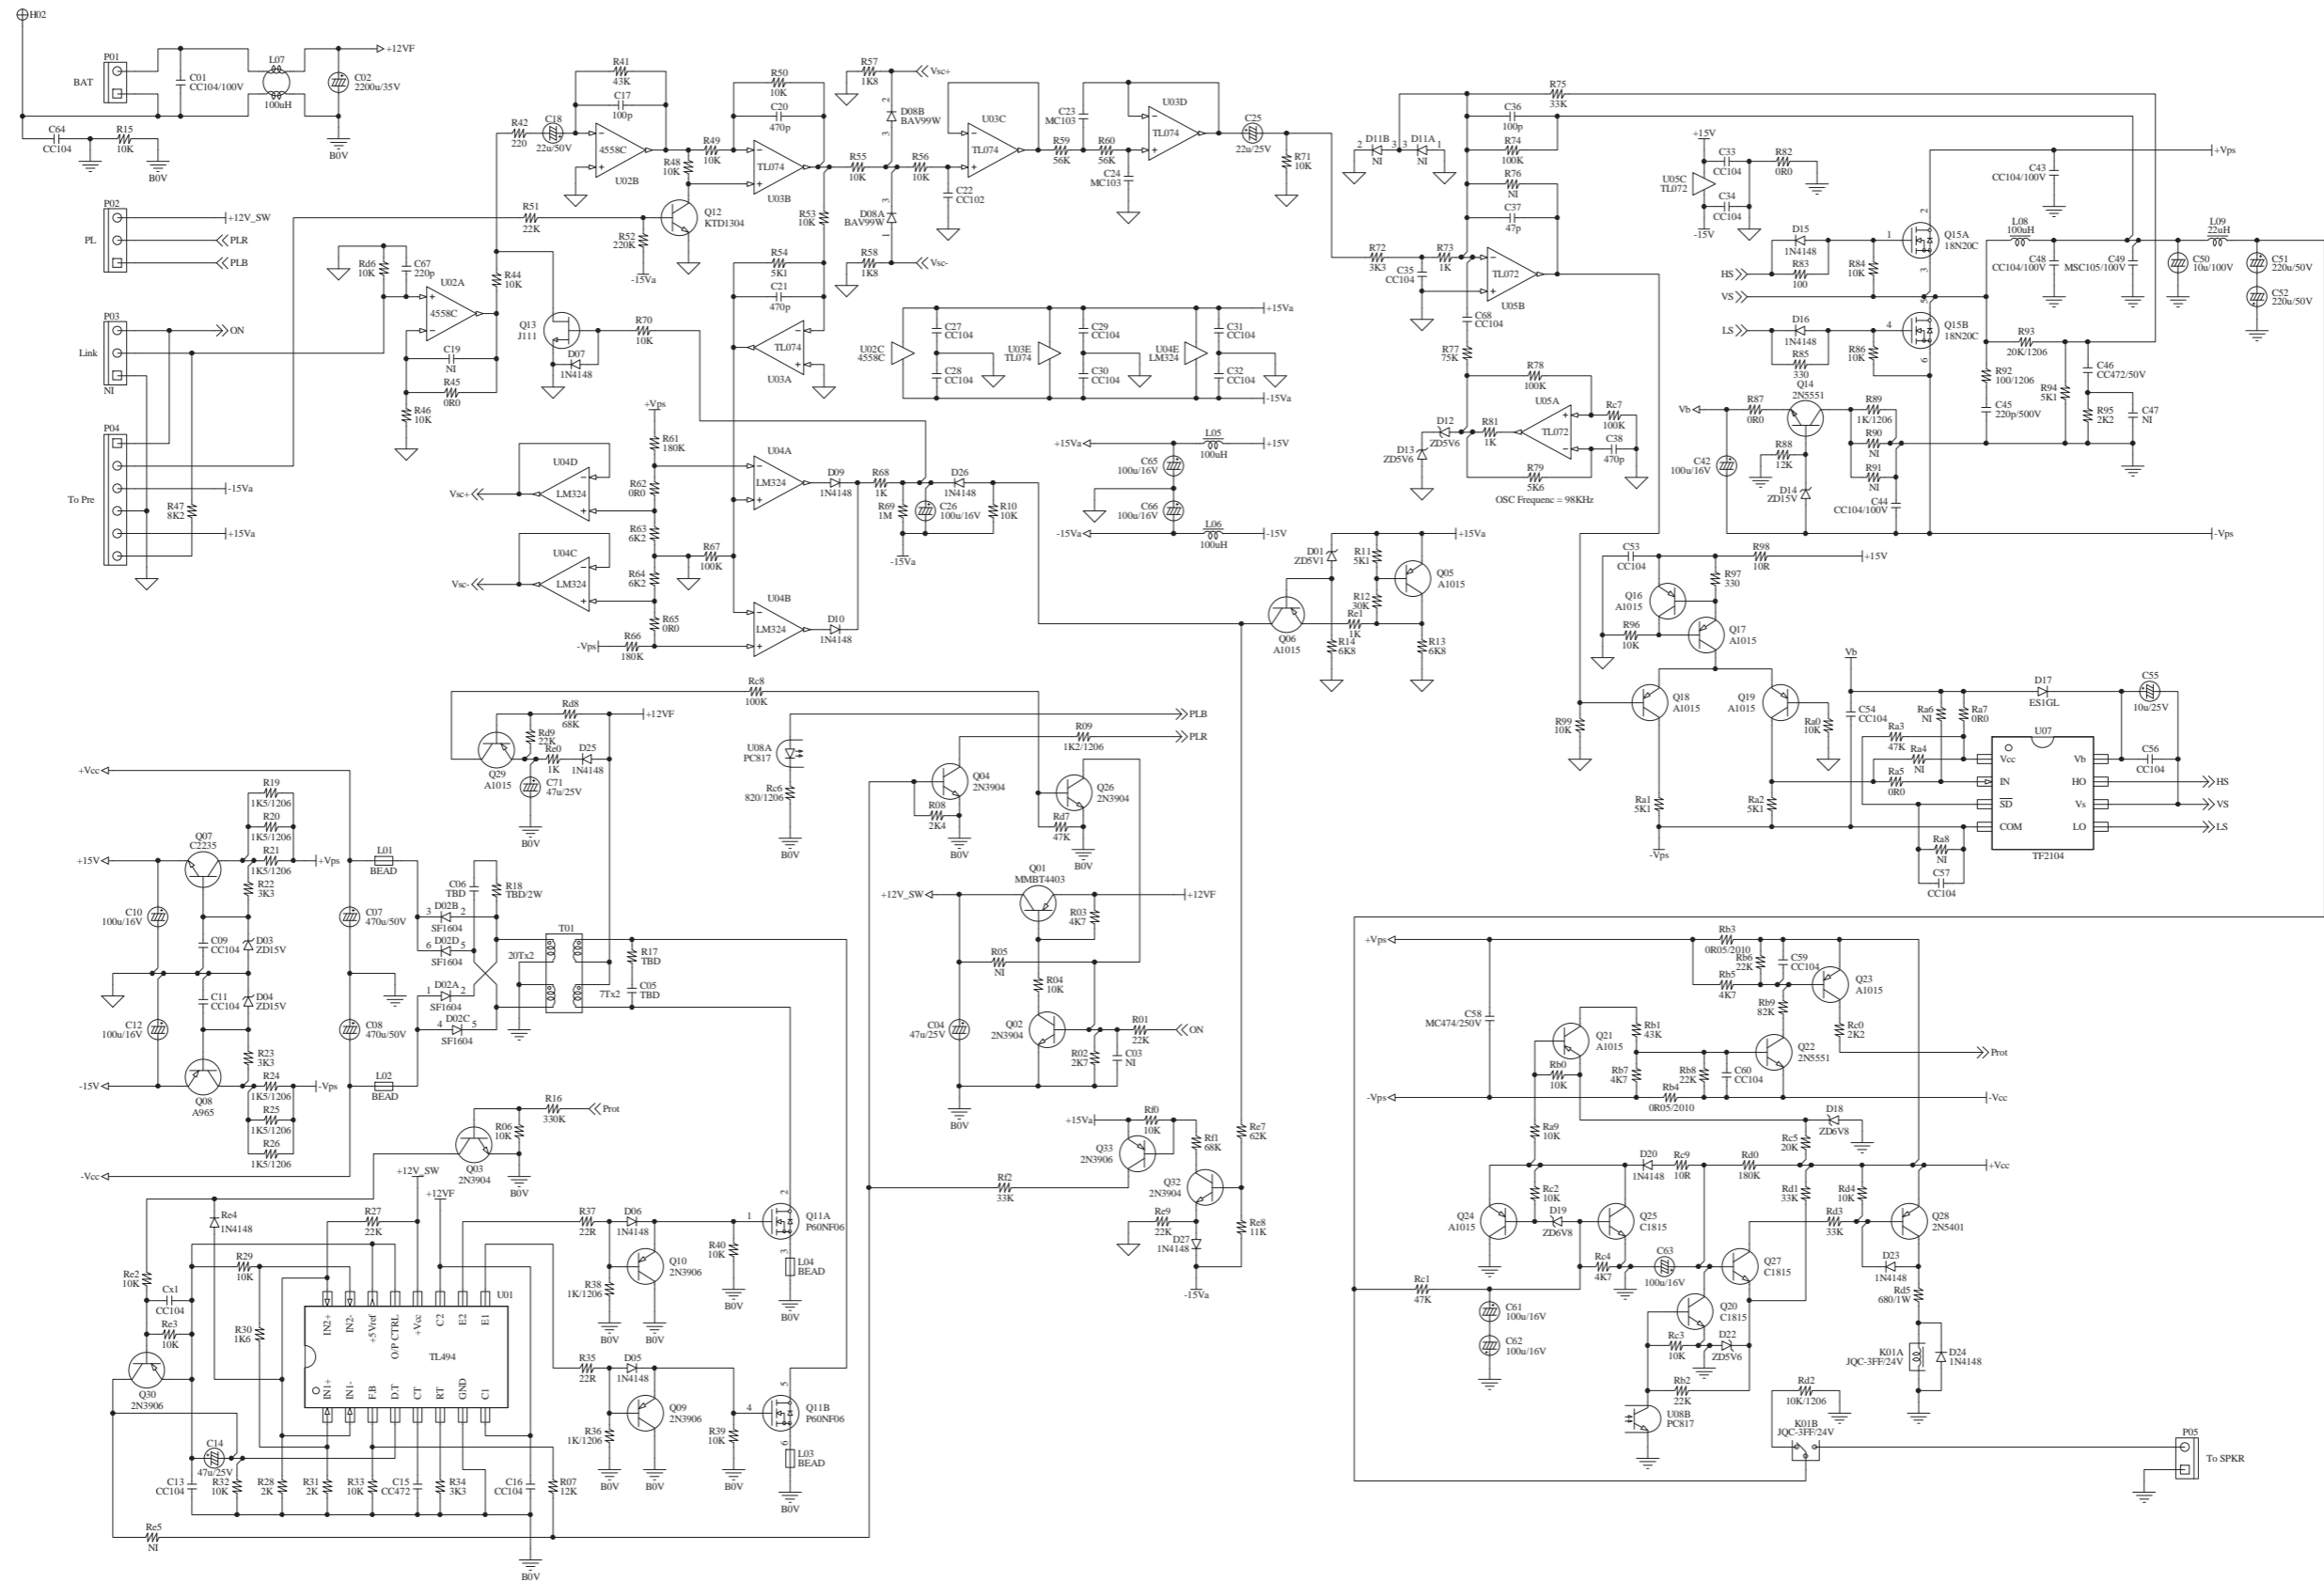 H02
P01
BAT
C01
CC104/100V
L07
100uH
C02
2200u/35V
+12VF
B0V
C64
CC104
R15
10K
B0V
P02
PL
+12V_SW
PLR
PLB
P03
Link
NI
ON
P04
To Pre
-15Va
+15Va
R47
8K2
Rd6
10K
C67
220p
U02A
4558C
C19
NI
R45
0R0
R46
10K
R44
10K
R42
220
C18
22u/50V
R41
43K
C17
100p
4558C
U02B
R51
22K
R52
220K
-15Va
R48
10K
R49
10K
Q12
KTD1304
Q13
J111
D07
1N4148
R70
10K
R50
10K
C20
470p
TL074
U03B
R53
10K
R54
5K1
C21
470p
TL074
U03A
R55
10K
R56
10K
R57
1K8
Vsc+
2
D08B
BAV99W
3
3
D08A
BAV99W
1
R58
1K8
Vsc-
C22
CC102
U03C
TL074
R59
56K
R60
56K
C23
MC103
C24
MC103
U03D
TL074
C25
22u/25V
R71
10K
U02C
4558C
C27
CC104
C28
CC104
U03E
TL074
C29
CC104
C30
CC104
U04E
LM324
C31
CC104
C32
CC104
+15Va
-15Va
+Vps
R61
180K
R62
0R0
R63
6K2
R64
6K2
R65
0R0
R66
180K
-Vps
U04D
LM324
Vsc+
U04C
LM324
Vsc-
R67
100K
U04A
LM324
U04B
LM324
D09
1N4148
D10
1N4148
R68
1K
R69
1M
C26
100u/16V
D26
1N4148
R10
10K
-15Va
+15Va
L05
100uH
+15V
C65
100u/16V
C66
100u/16V
-15Va
L06
100uH
-15V
D01
ZD5V1
R11
5K1
R12
30K
Re1
1K
Q05
A1015
Q06
A1015
R14
6K8
R13
6K8
+15Va
2
D11B
NI
3
3
D11A
NI
1
R75
33K
C36
100p
R74
100K
R76
NI
C37
47p
R72
3K3
R73
1K
C35
CC104
TL072
U05B
C68
CC104
R77
75K
R78
100K
U05A
TL072
Rc7
100K
C38
470p
R79
5K6
R81
1K
D12
ZD5V6
D13
ZD5V6
OSC Frequenc = 98KHz
+15V
C33
CC104
R82
0R0
U05C
TL072
C34
CC104
-15V
HS
D15
1N4148
R83
100
R84
10K
VS
LS
D16
1N4148
R85
330
R86
10K
1
2
3
Q15A
18N20C
4
5
6
Q15B
18N20C
+Vps
C43
CC104/100V
L08
100uH
C48
CC104/100V
C49
MSC105/100V
C50
10u/100V
L09
22uH
C51
220u/50V
C52
220u/50V
R93
20K/1206
R92
100/1206
C45
220p/500V
R94
5K1
C46
CC472/50V
R95
2K2
C47
NI
Vb
R87
0R0
Q14
2N5551
R88
12K
C42
100u/16V
D14
ZD15V
R89
1K/1206
R90
NI
R91
NI
C44
CC104/100V
-Vps
C53
CC104
R98
10R
+15V
R97
330
Q16
A1015
R96
10K
Q17
A1015
Q18
A1015
Q19
A1015
R99
10K
Ra0
10K
Ra1
5K1
Ra2
5K1
-Vps
Vb
C54
CC104
Ra6
NI
Ra7
0R0
Ra3
47K
Ra4
NI
Ra5
0R0
D17
ES1GL
C55
10u/25V
U07
Vcc
IN
SD
COM
Vb
HO
Vs
LO
TF2104
C56
CC104
HS
VS
LS
Ra8
NI
C57
CC104
Rc8
100K
Rd8
68K
+12VF
Rd9
22K
Re0
1K
D25
1N4148
Q29
A1015
C71
47u/25V
B0V
U08A
PC817
Rc6
820/1206
B0V
PLB
R09
1K2/1206
PLR
Q04
2N3904
R08
2K4
B0V
Q26
2N3904
Rd7
47K
B0V
+Vcc
R19
1K5/1206
R20
1K5/1206
R21
1K5/1206
+Vps
Q07
C2235
+15V
R22
3K3
C10
100u/16V
C09
CC104
D03
ZD15V
C11
CC104
D04
ZD15V
C12
100u/16V
R23
3K3
-15V
Q08
A965
R24
1K5/1206
-Vps
R25
1K5/1206
R26
1K5/1206
-Vcc
L01
BEAD
C07
470u/50V
C08
470u/50V
L02
BEAD
C06
TBD
R18
TBD/2W
3
D02B
2
SF1604
6
D02D
5
SF1604
1
D02A
2
SF1604
4
D02C
5
SF1604
T01
20Tx2
7Tx2
R17
TBD
C05
TBD
Q01
MMBT4403
+12V_SW
+12VF
R03
4K7
R05
NI
R04
10K
C04
47u/25V
Q02
2N3904
R01
22K
ON
R02
2K7
C03
NI
B0V
R16
330K
Prot
R06
10K
Q03
2N3904
B0V
+12V_SW
+12VF
R27
22K
Re4
1N4148
R29
10K
Re2
10K
Cx1
CC104
Re3
10K
R30
1K6
Q30
2N3906
U01
IN2+
IN2-
+5Vref
O/P CTRL
+Vcc
C2
E2
E1
TL494
IN1+
IN1-
F.B
D.T
CT
RT
GND
C1
C14
47u/25V
C13
CC104
R32
10K
R28
2K
R31
2K
R33
10K
C15
CC472
R34
3K3
C16
CC104
R07
12K
Re5
NI
B0V
R37
22R
D06
1N4148
Q10
2N3906
R38
1K/1206
R40
10K
B0V
B0V
B0V
1
2
3
Q11A
P60NF06
L04
BEAD
B0V
R35
22R
D05
1N4148
Q09
2N3906
R36
1K/1206
R39
10K
B0V
B0V
B0V
4
5
6
Q11B
P60NF06
L03
BEAD
B0V
+15Va
Rf0
10K
Q33
2N3906
Rf1
68K
Re7
62K
Rf2
33K
Q32
2N3904
Re9
22K
D27
1N4148
Re8
11K
-15Va
+Vps
Rb3
0R05/2010
Rb6
22K
C59
CC104
Rb5
4K7
Q23
A1015
C58
MC474/250V
Rb9
82K
Q21
A1015
Rb1
43K
Q22
2N5551
Rc0
2K2
Prot
Rb0
10K
Rb7
4K7
Rb8
22K
C60
CC104
-Vps
Rb4
0R05/2010
-Vcc
D18
ZD6V8
Ra9
10K
Rc5
20K
D20
1N4148
Rc9
10R
Rd0
180K
+Vcc
Rc2
10K
D19
ZD6V8
Q24
A1015
Q25
C1815
Rd1
33K
Rd4
10K
Rd3
33K
Q28
2N5401
Rc4
4K7
C63
100u/16V
Q27
C1815
D23
1N4148
Rc1
47K
C61
100u/16V
C62
100u/16V
Q20
C1815
Rc3
10K
D22
ZD5V6
Rd5
680/1W
K01A
JQC-3FF/24V
D24
1N4148
Rb2
22K
U08B
PC817
Rd2
10K/1206
K01B
JQC-3FF/24V
P05
To SPKR